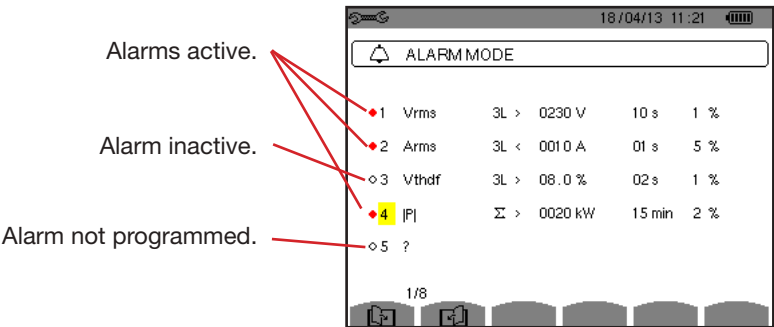 18/04/13 11:21
ALARM MODE
Alarms active.
1 Vrms 3L > 0230 V 10 s 1 %
2 Arms 3L < 0010 A 01 s 5 %
Alarm inactive.
3 Vthdf 3L > 08.0 % 02 s 1 %
4 |P| Σ > 0020 kW 15 min 2 %
Alarm not programmed.
5 ?
1/8